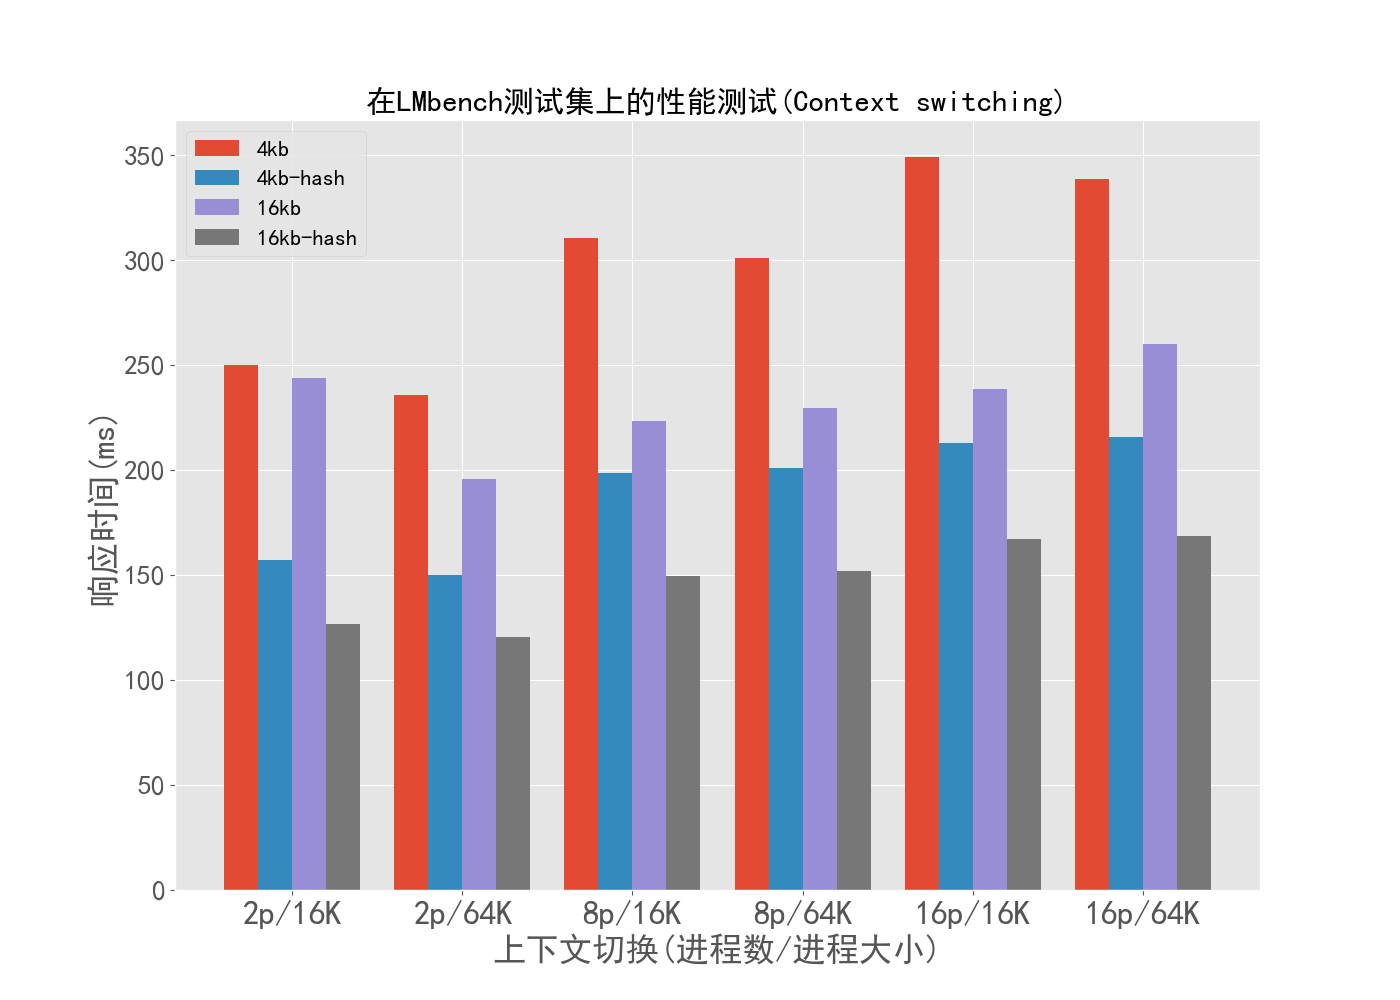 在LMbench测试集上的性能测试(Context switching)
4kb
4kb-hash
16kb
16kb-hash
响应时间(ms)
350
300
250
200
150
100
50
0
2p/16K 2p/64K 8p/16K 8p/64K 16p/16K 16p/64K
上下文切换(进程数/进程大小)